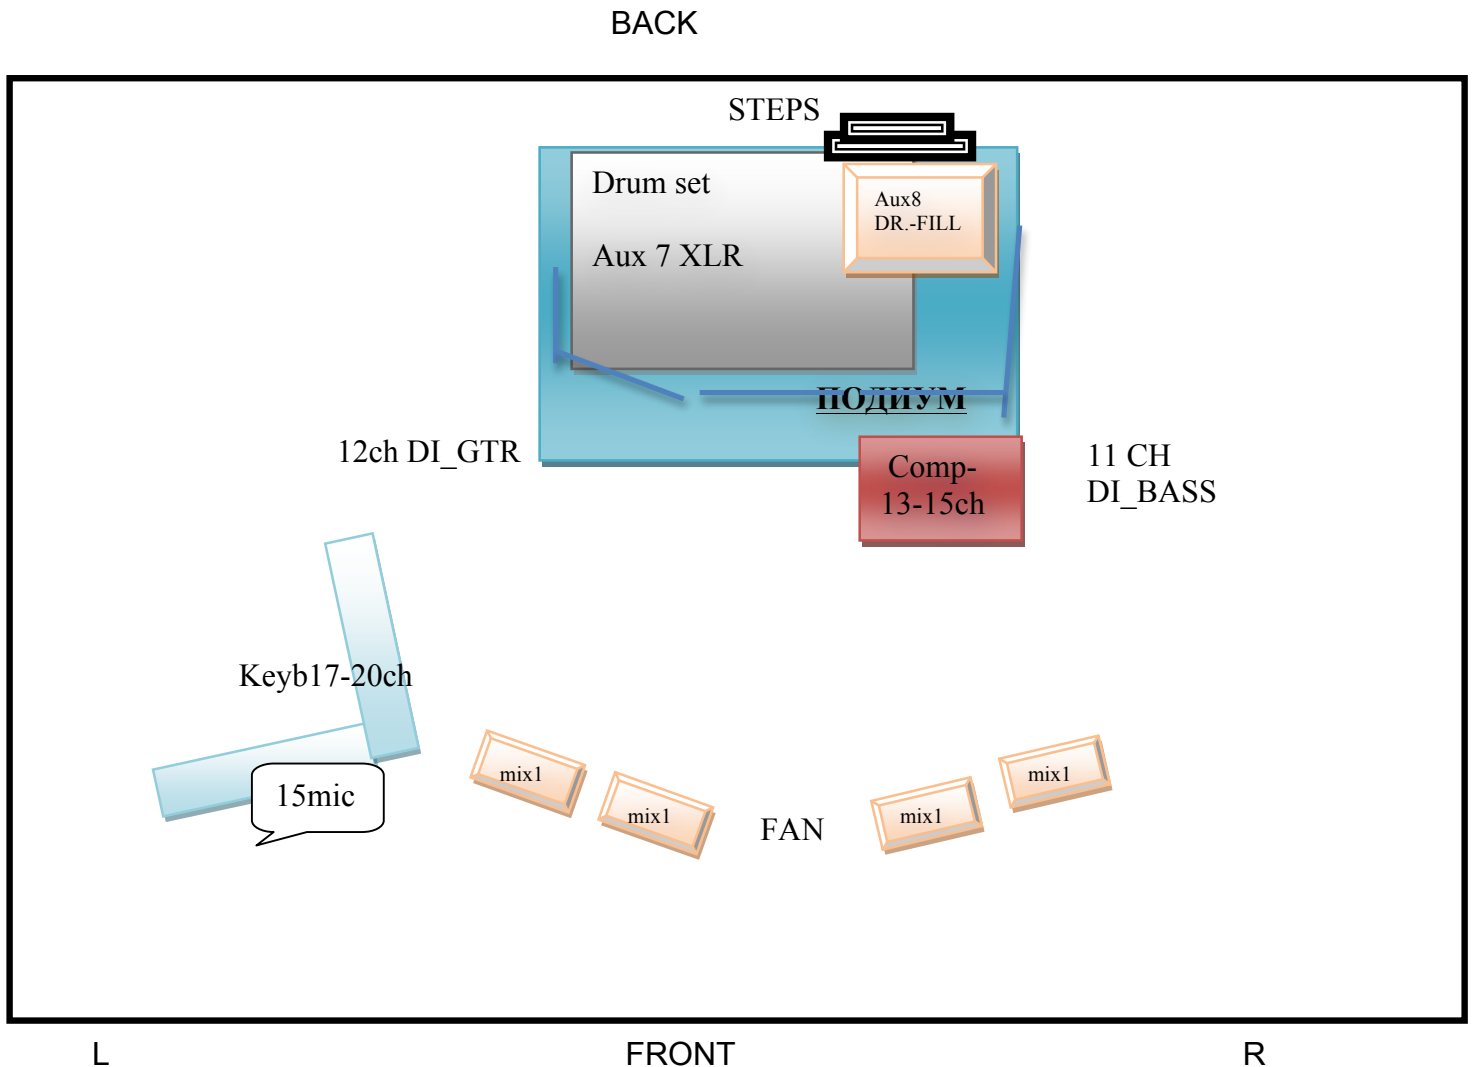 BACK
STEPS
Drum set
Aux8
DR.-FILL
Aux 7 XLR
ПОДИУМ
12ch DI_GTR
Comp-
13-15ch
11 CH
DI_BASS
Keyb17-20ch
15mic
mix1
mix1
FAN
mix1
mix1
L
FRONT
R